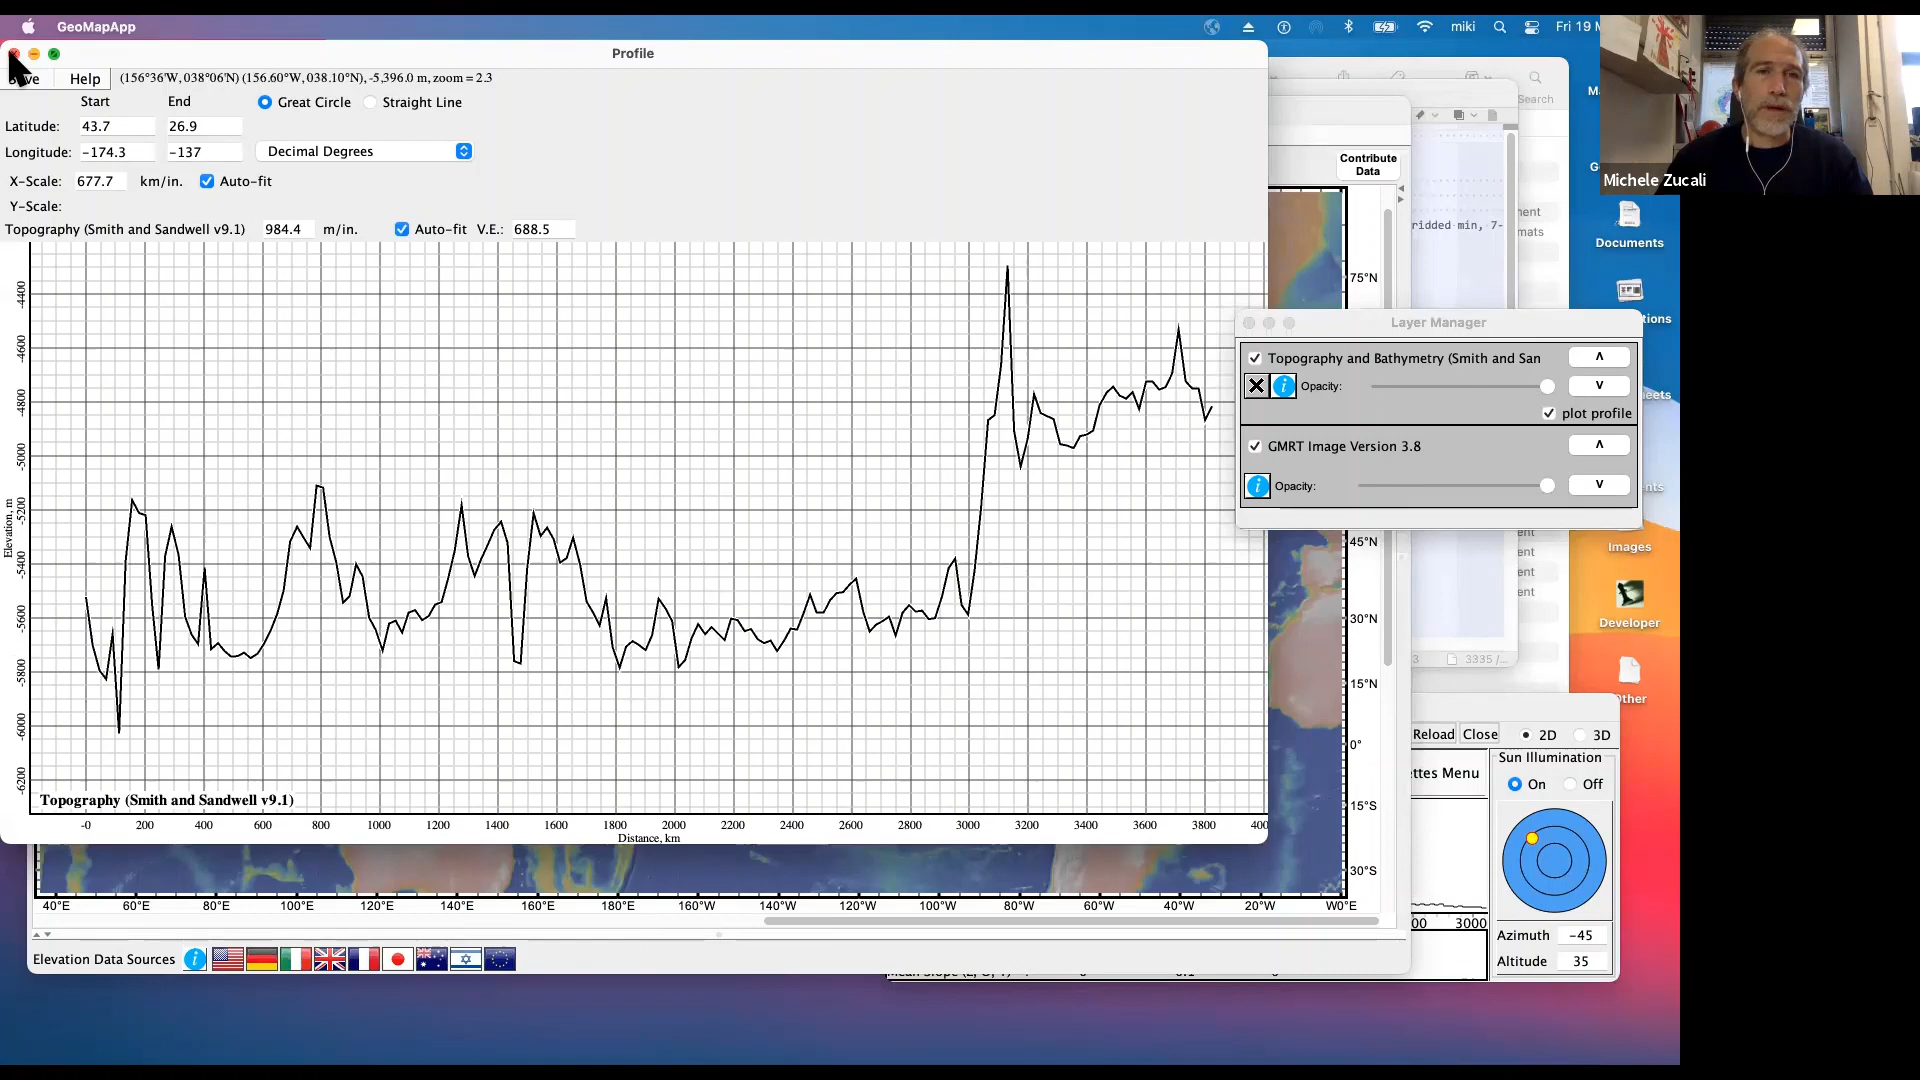 GeoMapApp
miki
Fri 19 M
Profile
Help
(156°36'W, 038°06'N) (156.60°W, 038.10°N), -5,396.0 m, zoom = 2.3
Start
End
Great Circle
Straight Line
Latitude:
43.7
26.9
Longitude:
-174.3
-137
Decimal Degrees
X-Scale:
677.7
km/in.
Auto-fit
Y-Scale:
Topography (Smith and Sandwell v9.1)
984.4
m/in.
Auto-fit
V.E.:
688.5
-4400
-4600
-4800
-5000
-5200
-5400
-5600
-5800
-6000
-6200
Elevation, m
Topography (Smith and Sandwell v9.1)
-0
200
400
600
800
1000
1200
1400
1600
1800
2000
2200
2400
2600
2800
3000
3200
3400
3600
3800
400
Distance, km
Search
Contribute
Data
ridded min, 7-
75°N
45°N
30°N
15°N
0°
15°S
30°S
Layer Manager
Topography and Bathymetry (Smith and San
Opacity:
plot profile
GMRT Image Version 3.8
Opacity:
Λ
V
Λ
V
3335 /...
Reload
Close
2D
3D
Sun Illumination
On
Off
ttes Menu
3000
Azimuth
-45
Altitude
35
40°E
60°E
80°E
100°E
120°E
140°E
160°E
180°E
160°W
140°W
120°W
100°W
80°W
60°W
40°W
20°W
W0°E
Elevation Data Sources
Michele Zucali
Documents
Images
Developer
Other